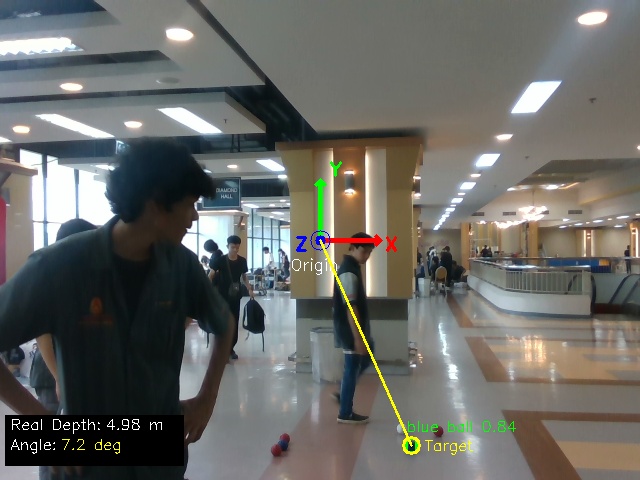 DIAMOND
HALL
Y
Z
X
Origin
blue ball 0.84
Target
Real Depth: 4.98 m
Angle: 7.2 deg